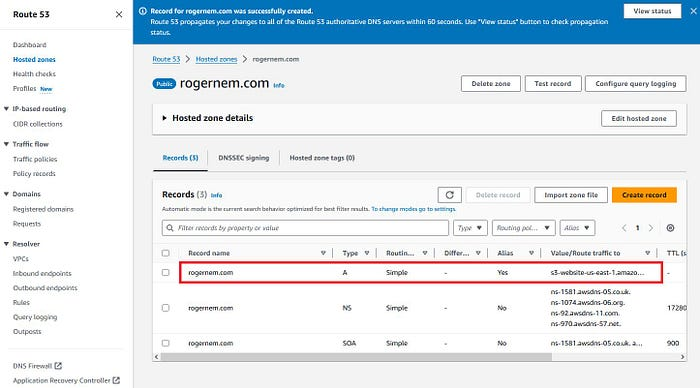 Route 53
Dashboard
Hosted zones
Health checks
Profiles New
IP-based routing
CIDR collections
Traffic flow
Traffic policies
Policy records
Domains
Registered domains
Requests
Resolver
VPCs
Inbound endpoints
Outbound endpoints
Rules
Query logging
Outposts
DNS Firewall
Application Recovery Controller
Record for rogernem.com was successfully created.
Route 53 propagates your changes to all of the Route 53 authoritative DNS servers within 60 seconds. Use "View status" button to check propagation
status.
View status
Route 53 > Hosted zones > rogernem.com
Public rogernem.com Info
Delete zone
Test record
Configure query logging
Hosted zone details
Edit hosted zone
Records (3)
DNSSEC signing
Hosted zone tags (0)
Records (3) Info
Delete record
Import zone file
Create record
Automatic mode is the current search behavior optimized for best filter results. To change modes go to settings.
Filter records by property or value
Type
Routing pol...
Alias
1
Record name Type Routin... Differ... Alias Value/Route traffic to TTL (s
rogernem.com A Simple - Yes s3-website-us-east-1.amazo... -
rogernem.com NS Simple - No ns-1581.awsdns-05.co.uk. 17280
ns-1074.awsdns-06.org.
ns-92.awsdns-11.com.
ns-970.awsdns-57.net.
rogernem.com SOA Simple - No ns-1581.awsdns-05.co.uk. a... 900